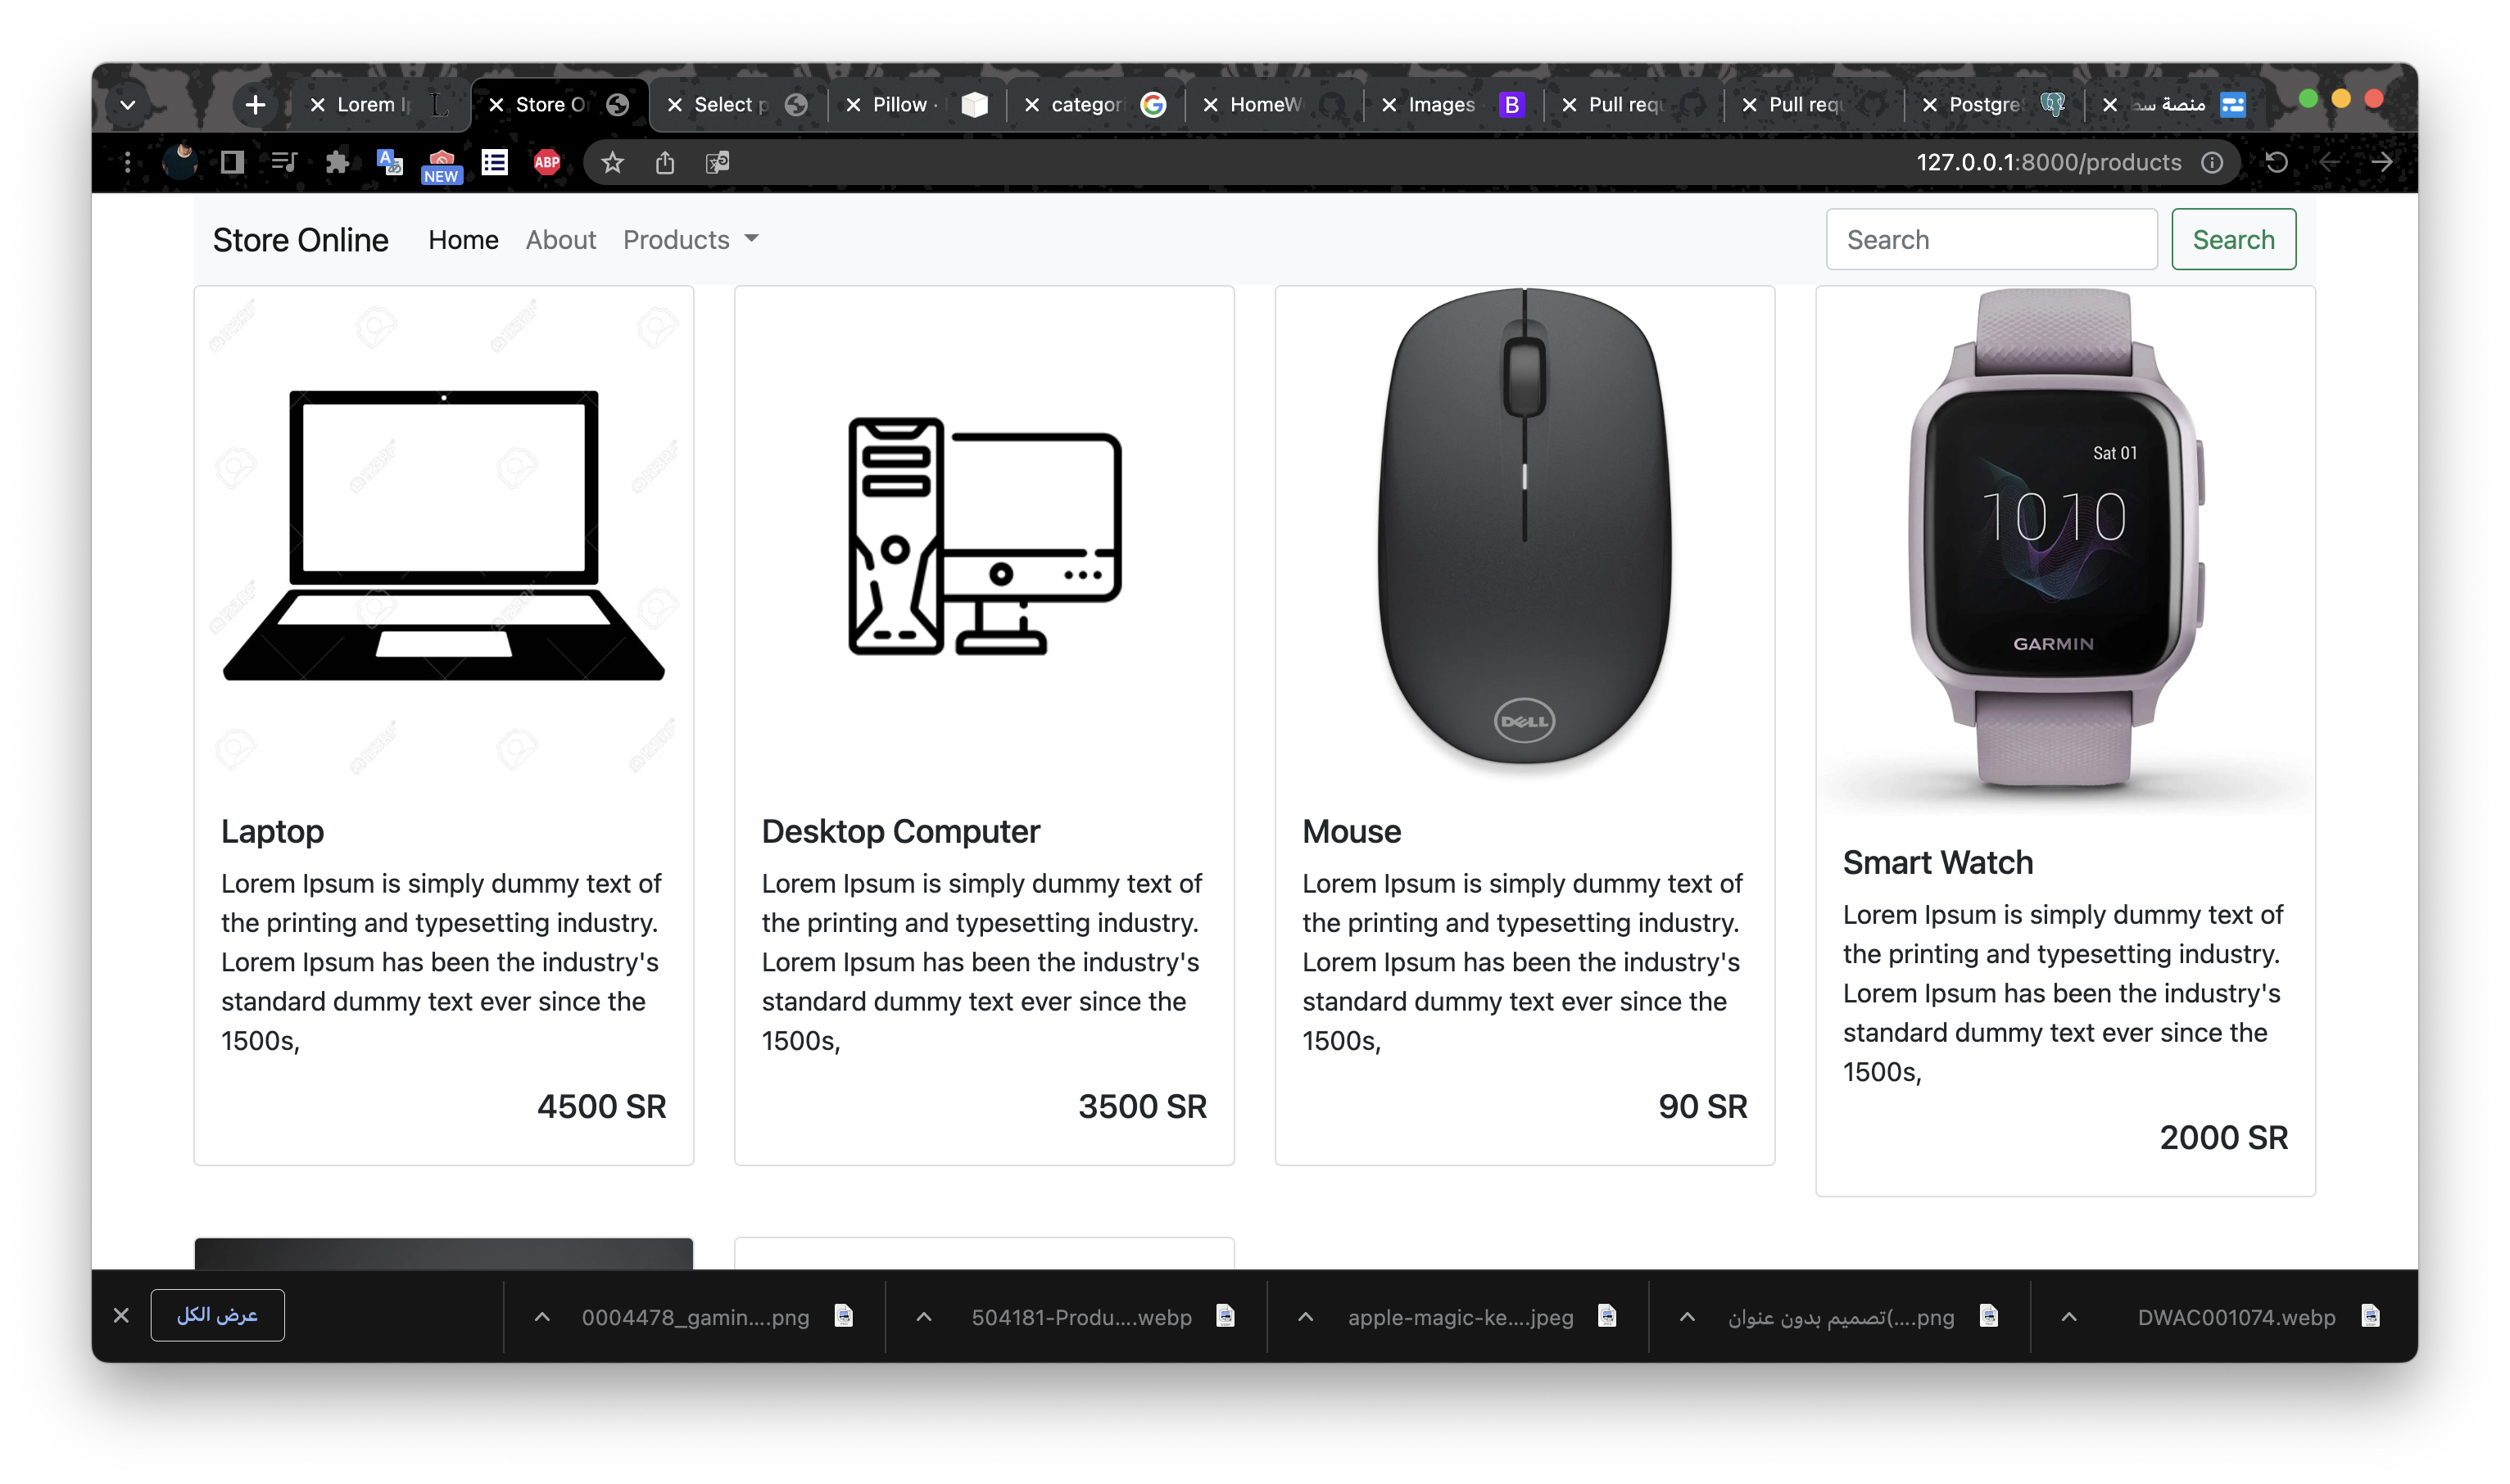 Lorem I
Store O
Select p
Pillow ·
categori
HomeW
Images
B
Pull requ
Pull requ
Postgre
منصة سط
NEW
ABP
127.0.0.1:8000/products
Store Online
Home
About
Products
Search
Search
Sat 01
10 10
GARMIN
DELL
Laptop
Lorem Ipsum is simply dummy text of
the printing and typesetting industry.
Lorem Ipsum has been the industry's
standard dummy text ever since the
1500s,
4500 SR
Desktop Computer
Lorem Ipsum is simply dummy text of
the printing and typesetting industry.
Lorem Ipsum has been the industry's
standard dummy text ever since the
1500s,
3500 SR
Mouse
Lorem Ipsum is simply dummy text of
the printing and typesetting industry.
Lorem Ipsum has been the industry's
standard dummy text ever since the
1500s,
90 SR
Smart Watch
Lorem Ipsum is simply dummy text of
the printing and typesetting industry.
Lorem Ipsum has been the industry's
standard dummy text ever since the
1500s,
2000 SR
عرض الكل
0004478_gamin....png
504181-Produ....webp
apple-magic-ke....jpeg
تصميم بدون عنوان(....png
DWAC001074.webp